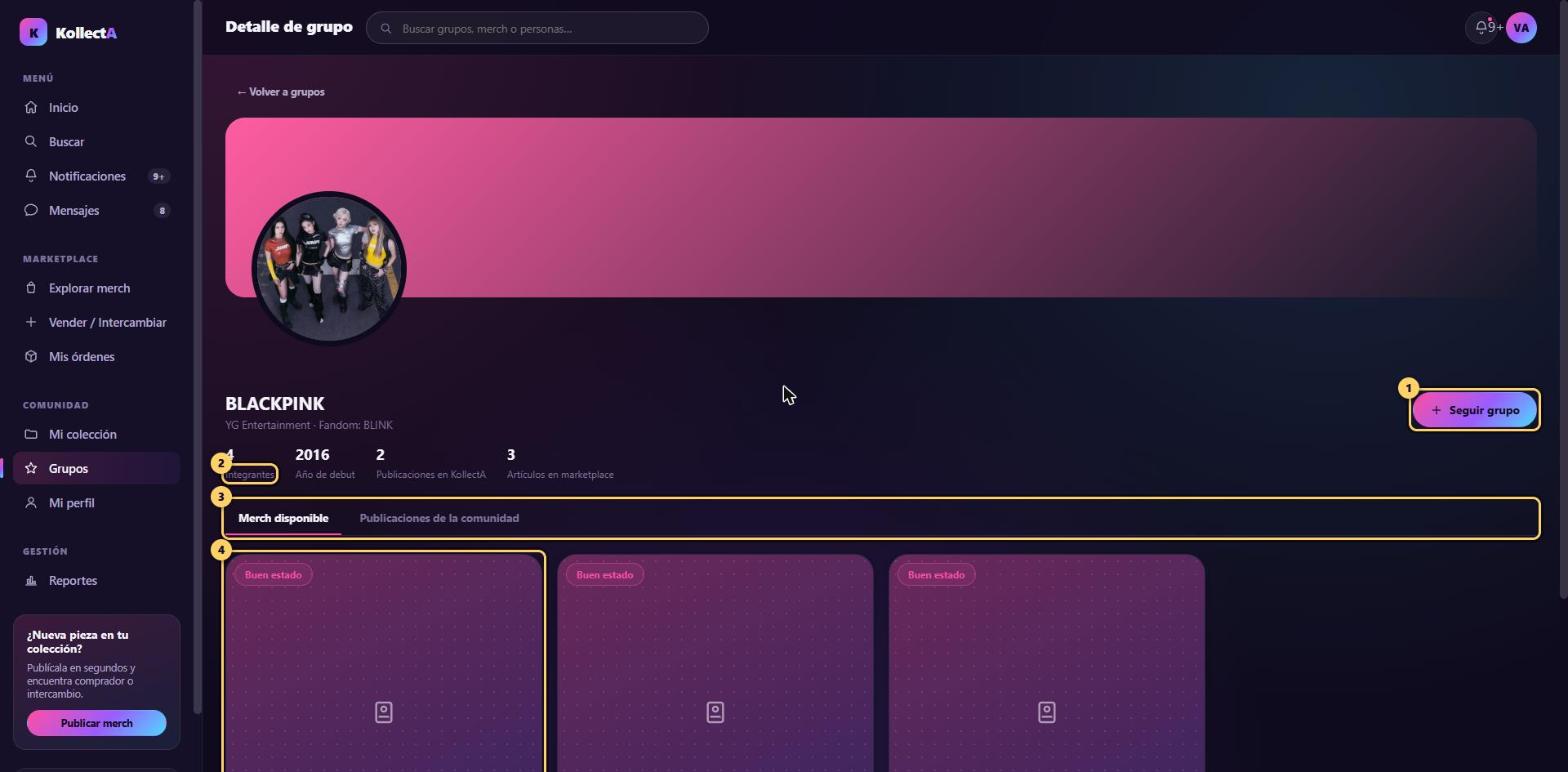 K KollectA
MENÚ
Inicio
Buscar
Notificaciones 9+
Mensajes 8
MARKETPLACE
Explorar merch
Vender / Intercambiar
Mis órdenes
COMUNIDAD
Mi colección
Grupos
Mi perfil
GESTIÓN
Reportes
¿Nueva pieza en tu
colección?
Publícala en segundos y
encuentra comprador o
intercambio.
Publicar merch
Detalle de grupo
Buscar grupos, merch o personas...
9+
VA
← Volver a grupos
BLACKPINK
YG Entertainment · Fandom: BLINK
1
+ Seguir grupo
4 2016 2 3
2
Integrantes Año de debut Publicaciones en KollectA Artículos en marketplace
3
Merch disponible Publicaciones de la comunidad
4
Buen estado Buen estado Buen estado